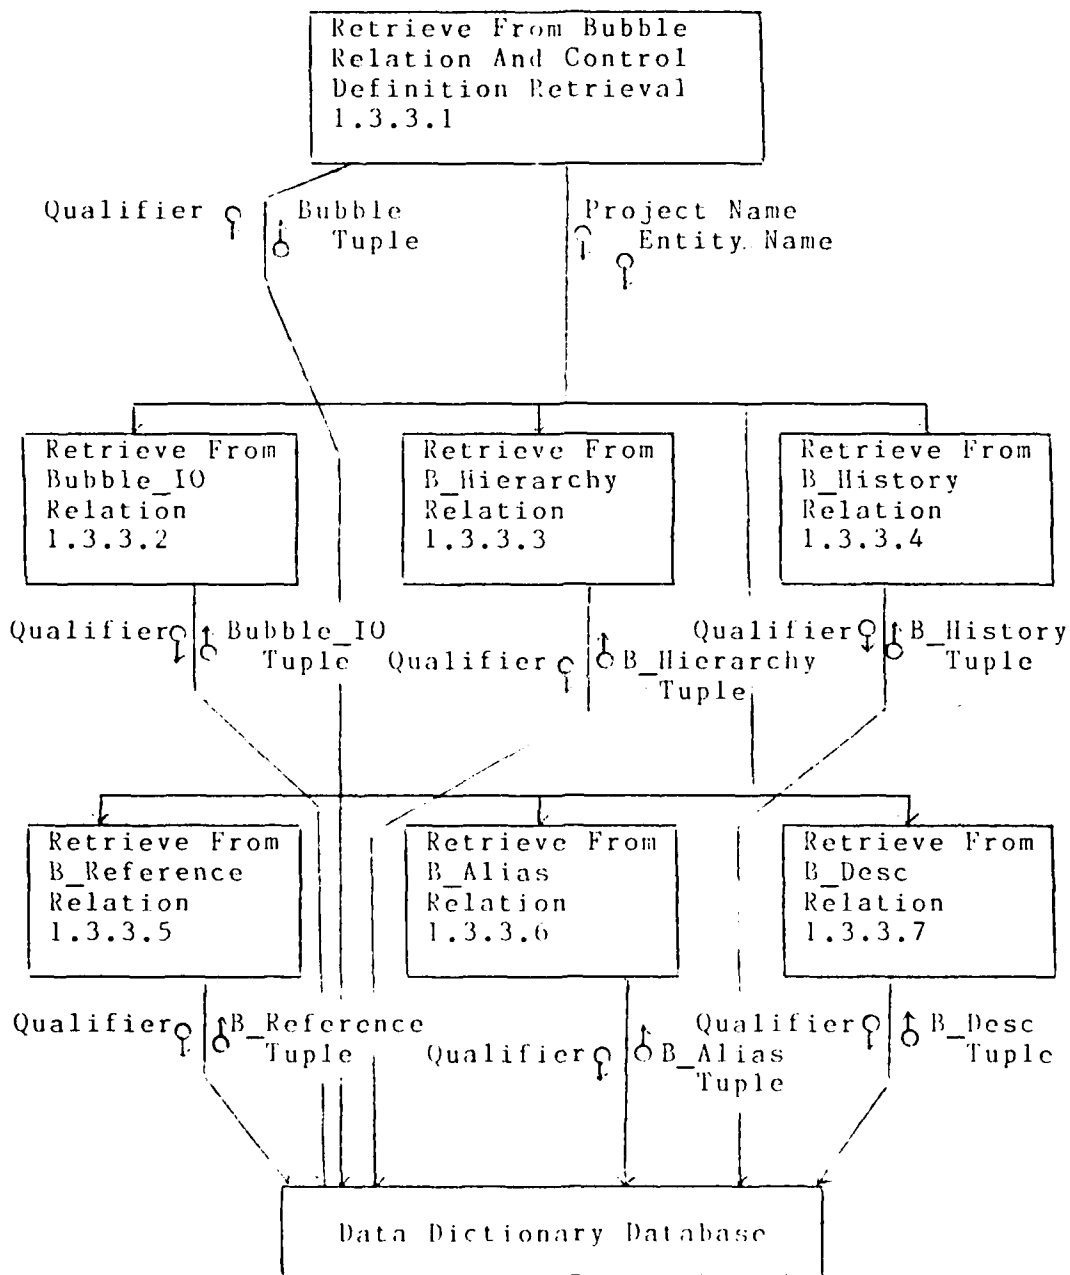 Retrieve From Bubble
Relation And Control
Definition Retrieval
1.3.3.1
Qualifier
Bubble
Tuple
Project Name
Entity Name
Retrieve From
Bubble_IO
Relation
1.3.3.2
Retrieve From
B_Hierarchy
Relation
1.3.3.3
Retrieve From
B_History
Relation
1.3.3.4
Qualifier
Bubble_IO
Tuple
Qualifier
B_Hierarchy
Tuple
Qualifier
B_History
Tuple
Retrieve From
B_Reference
Relation
1.3.3.5
Retrieve From
B_Alias
Relation
1.3.3.6
Retrieve From
B_Desc
Relation
1.3.3.7
Qualifier
B_Reference
Tuple
Qualifier
B_Alias
Tuple
Qualifier
B_Desc
Tuple
Data Dictionary Database